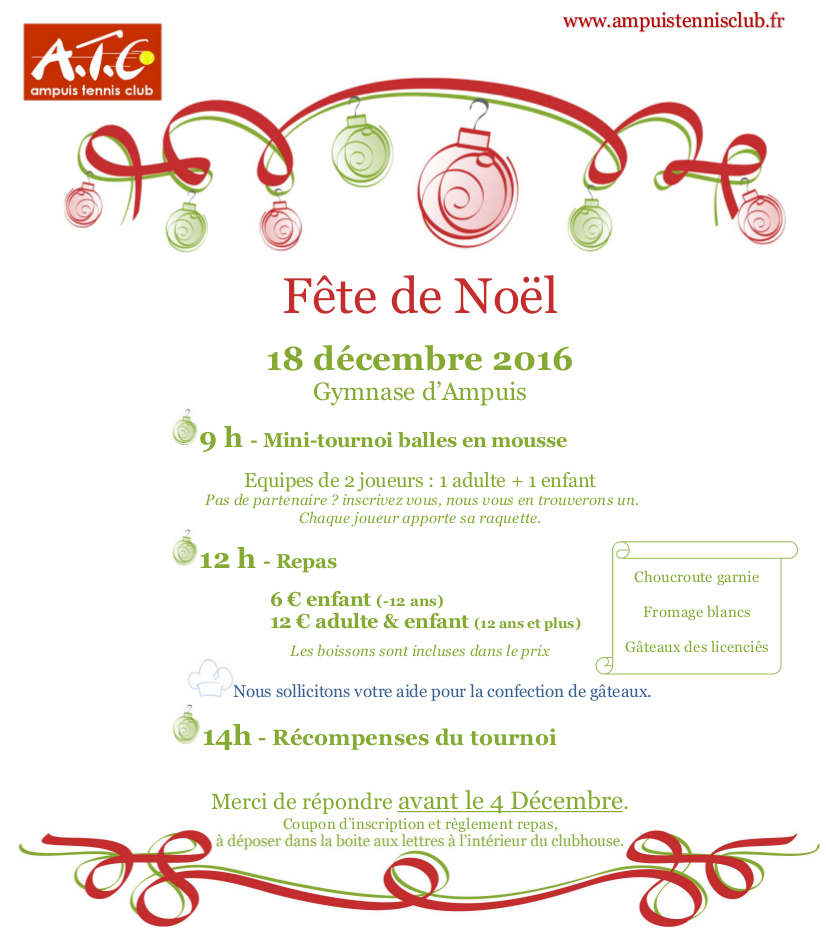 www.ampuistennisclub.fr
A.T.C
ampuis tennis club
Fête de Noël
18 décembre 2016
Gymnase d'Ampuis
9 h - Mini-tournoi balles en mousse
Equipes de 2 joueurs : 1 adulte + 1 enfant
Pas de partenaire ? inscrivez vous, nous vous en trouverons un.
Chaque joueur apporte sa raquette.
12 h - Repas
6 € enfant (-12 ans)
12 € adulte & enfant (12 ans et plus)
Les boissons sont incluses dans le prix
Choucroute garnie
Fromage blancs
Gâteaux des licenciés
Nous sollicitons votre aide pour la confection de gâteaux.
14h - Récompenses du tournoi
Merci de répondre avant le 4 Décembre.
Coupon d'inscription et règlement repas,
à déposer dans la boite aux lettres à l'intérieur du clubhouse.